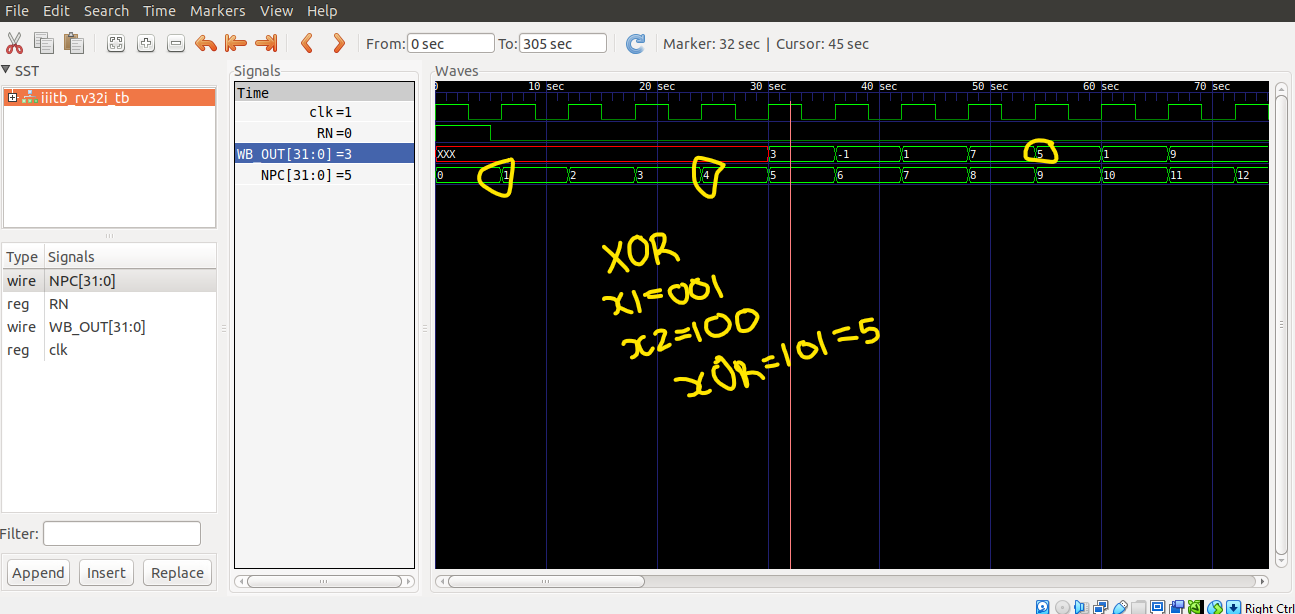 File Edit Search Time Markers View Help
From: 0 sec To: 305 sec Marker: 32 sec | Cursor: 45 sec
SST
iiitb_rv32i_tb
Type Signals
wire NPC[31:0]
reg RN
wire WB_OUT[31:0]
reg clk
Filter:
Append Insert Replace
Signals
Time
clk =1
RN =0
WB_OUT[31:0] =3
NPC[31:0] =5
Waves
0 10 sec 20 sec 30 sec 40 sec 50 sec 60 sec 70 sec
XXX 3 -1 1 7 5 1 9
0 1 2 3 4 5 6 7 8 9 10 11 12
XOR
x1=001
x2=100
xOR=101=5
Right Ctrl